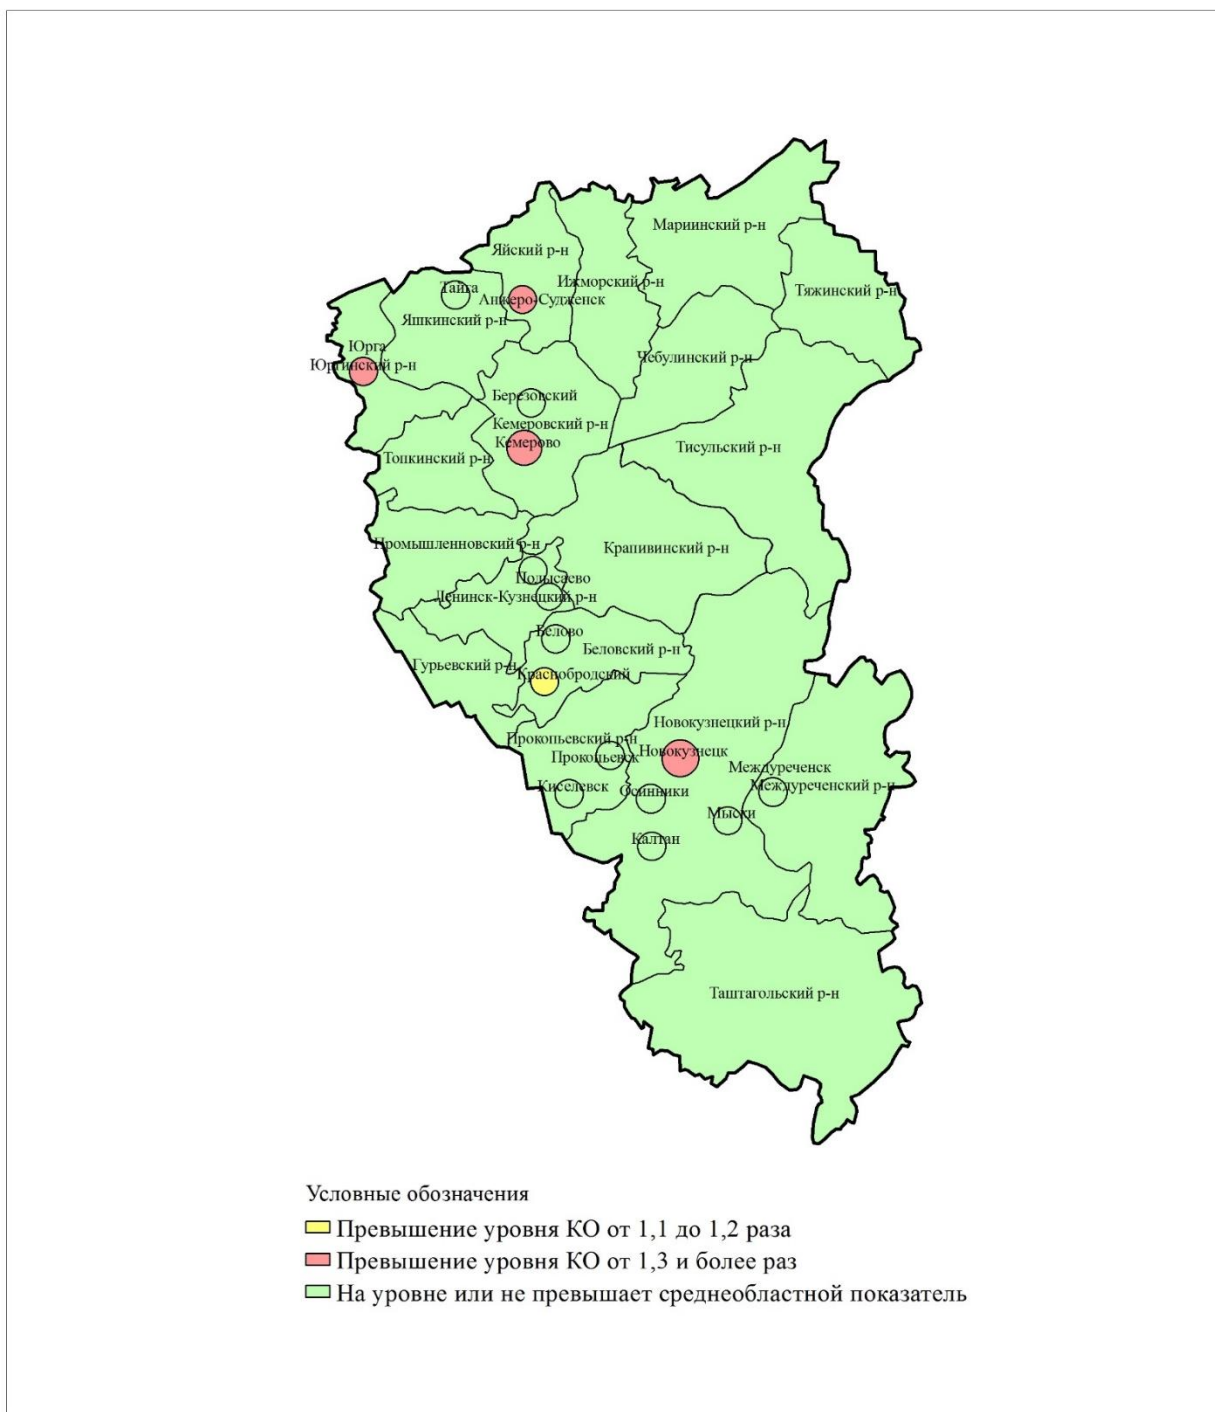 Мариинский р-н
Яйский р-н
Ижморский р-н
Тяжинский р-н
Тайга
Анжеро-Судженск
Яшкинский р-н
Юрга
Чебулинский р-н
Юргинский р-н
Березовский
Кемеровский р-н
Кемерово
Тисульский р-н
Топкинский р-н
Промышленновский р-н
Крапивинский р-н
Полысаево
Ленинск-Кузнецкий р-н
Белово
Беловский р-н
Гурьевский р-н
Краснобродский
Новокузнецкий р-н
Прокопьевский р-н
Новокузнецк
Прокопьевск
Междуреченск
Междуреченский р-н
Киселевск
Осинники
Мыски
Калтан
Таштагольский р-н
Условные обозначения
Превышение уровня КО от 1,1 до 1,2 раза
Превышение уровня КО от 1,3 и более раз
На уровне или не превышает среднеобластной показатель